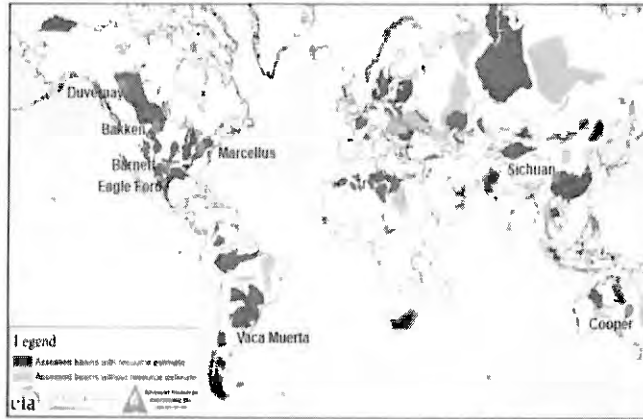 Duvernay
Bakken
Marcellus
Barnett
Eagle Ford
Sichuan
Vaca Muerta
Cooper
Legend
Assessed basins with resource estimate
Assessed basins without resource estimate
eia